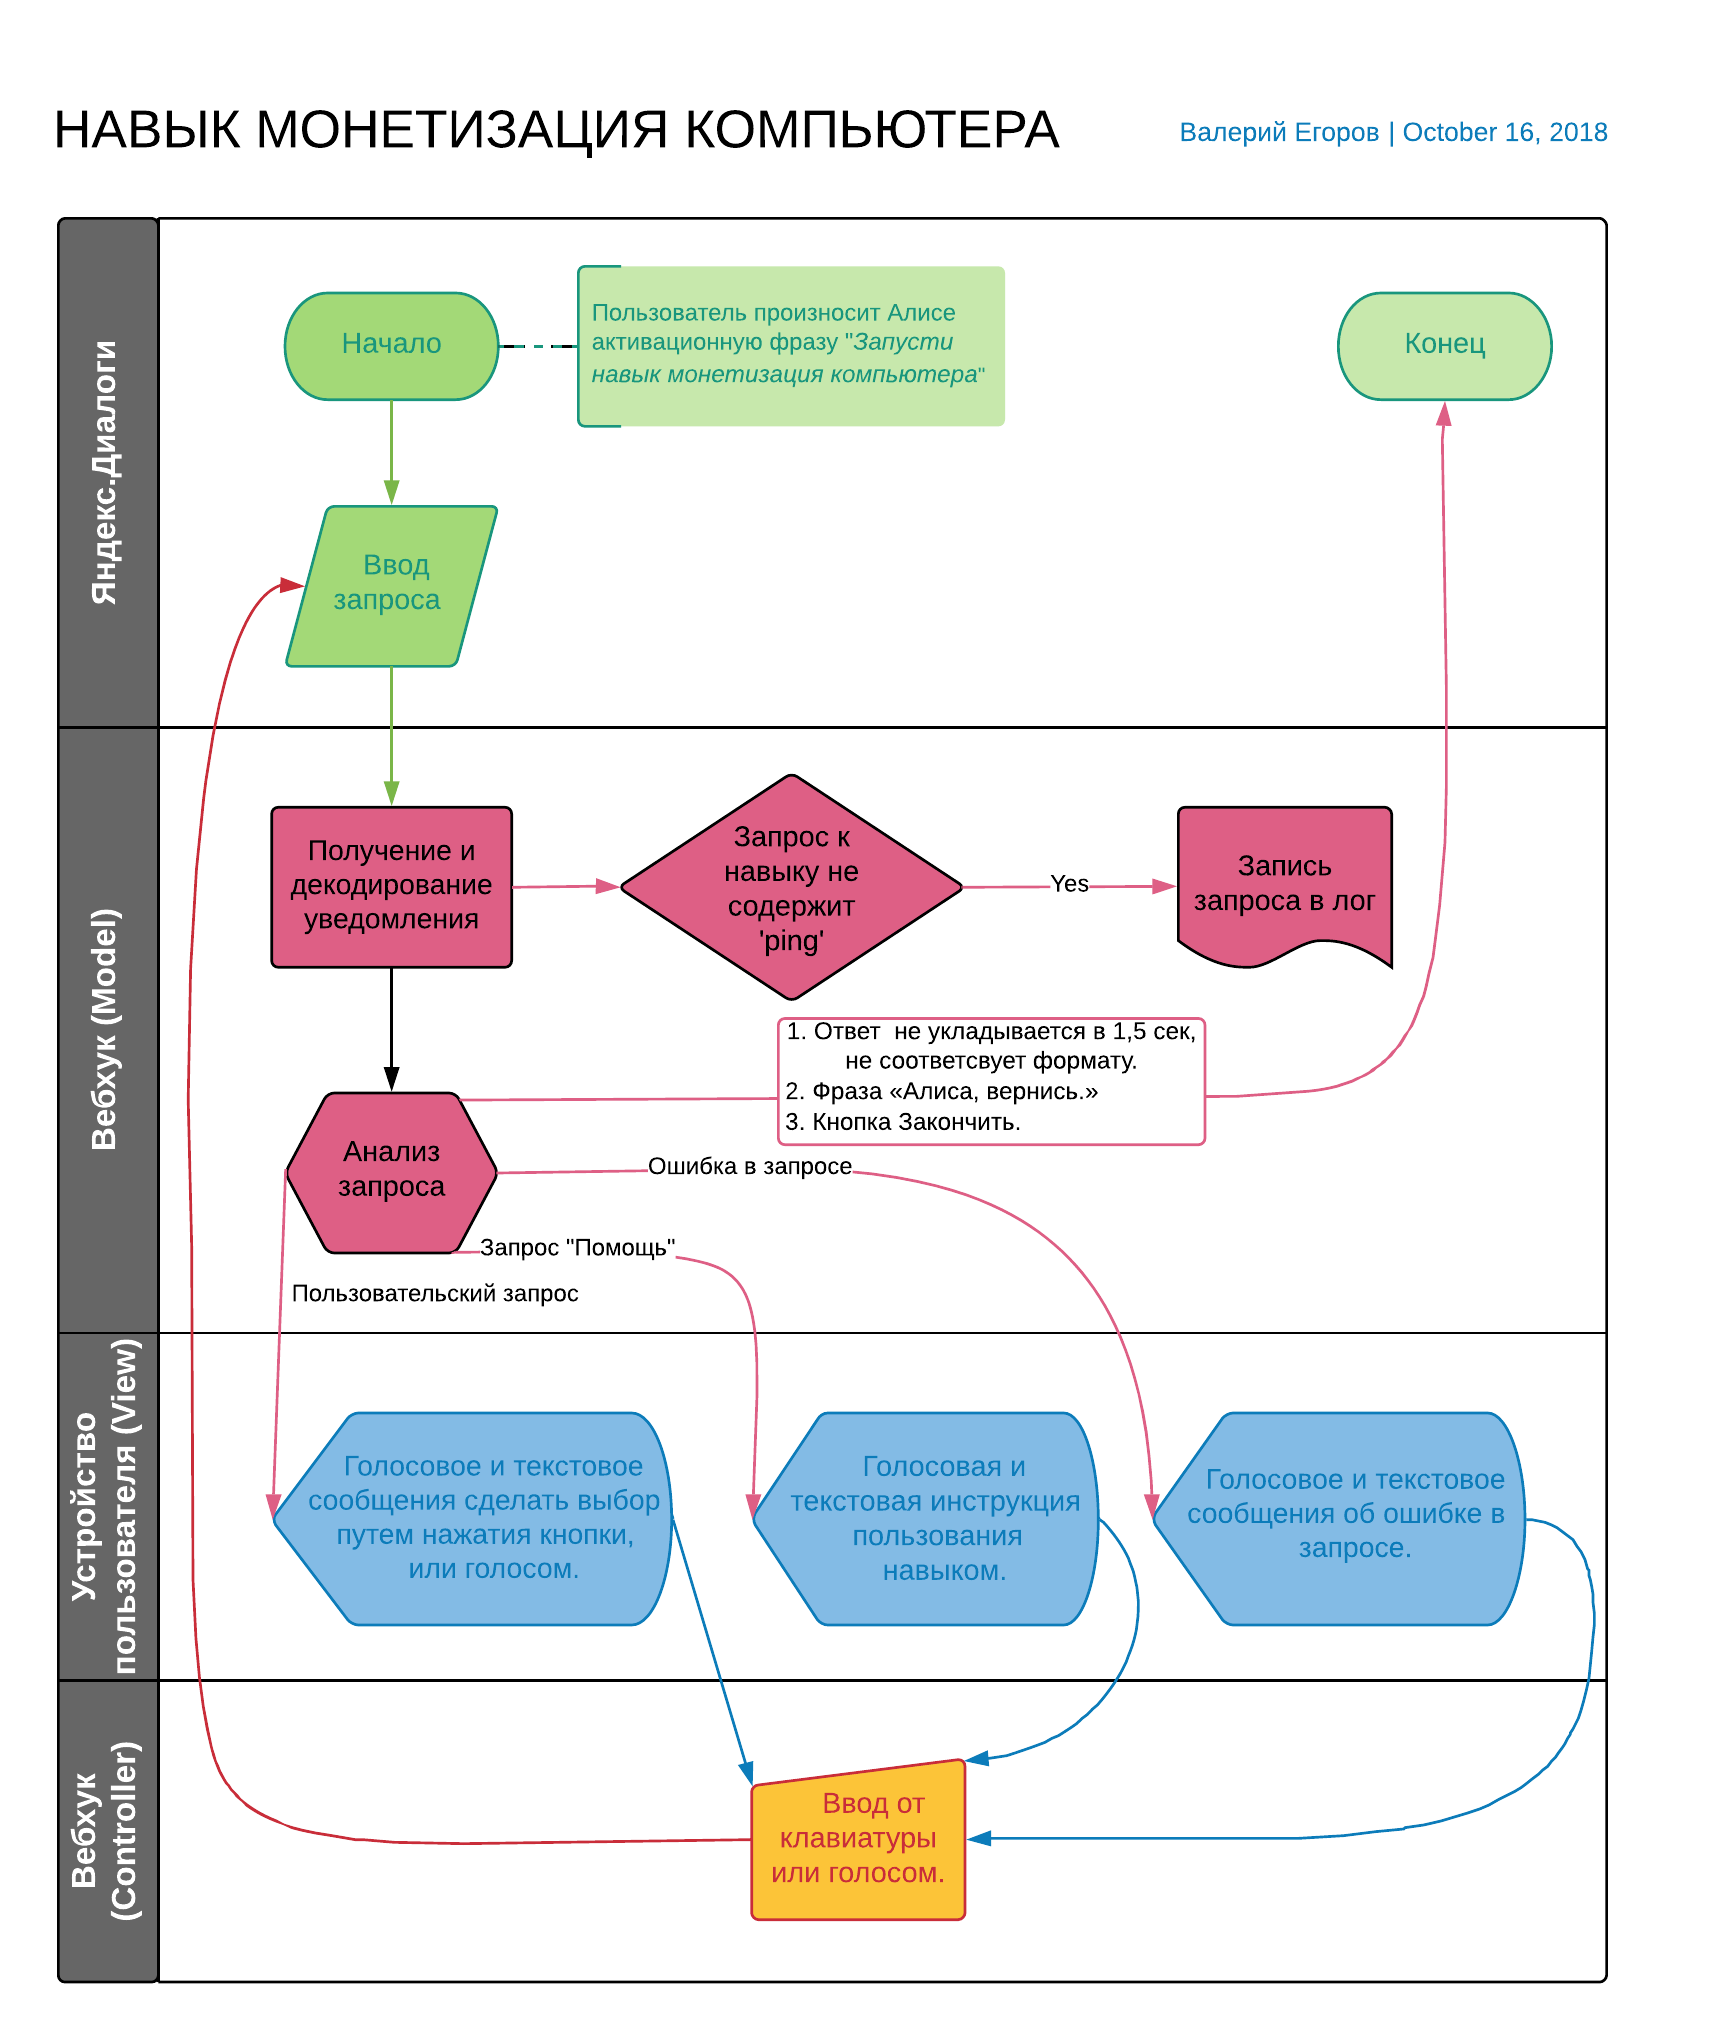 НАВЫК МОНЕТИЗАЦИЯ КОМПЬЮТЕРА
Валерий Егоров | October 16, 2018
Яндекс.Диалоги
Начало
Пользователь произносит Алисе
активационную фразу "Запусти
навык монетизация компьютера"
Конец
Ввод
запроса
Вебхук (Model)
Получение и
декодирование
уведомления
Запрос к
навыку не
содержит
'ping'
Yes
Запись
запроса в лог
1. Ответ  не укладывается в 1,5 сек,
не соответсвует формату.
2. Фраза «Алиса, вернись.»
3. Кнопка Закончить.
Анализ
запроса
Ошибка в запросе
Запрос "Помощь"
Пользовательский запрос
Устройство
пользователя (View)
Голосовое и текстовое
сообщения сделать выбор
путем нажатия кнопки,
или голосом.
Голосовая и
текстовая инструкция
пользования
навыком.
Голосовое и текстовое
сообщения об ошибке в
запросе.
Вебхук
(Controller)
Ввод от
клавиатуры
или голосом.